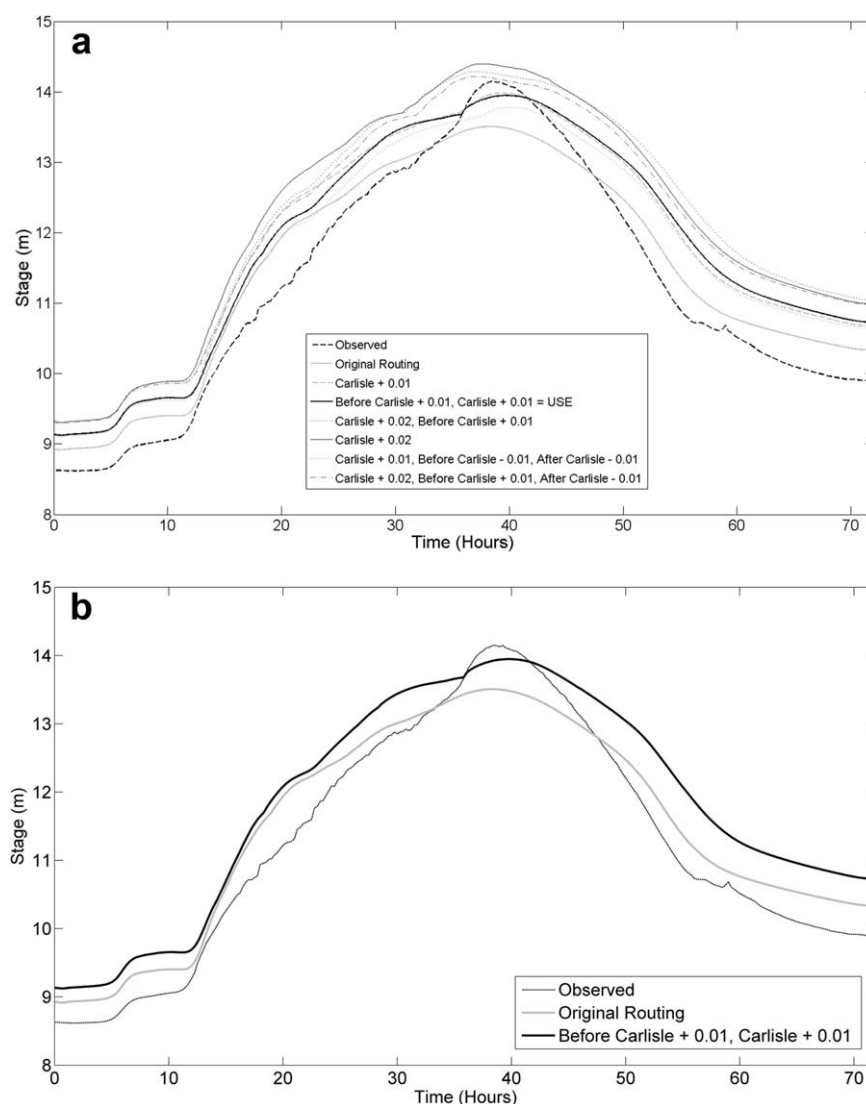 a
15
14
13
12
11
10
9
8
Stage (m)
0 10 20 30 40 50 60 70
Time (Hours)
Observed
Original Routing
Carlisle + 0.01
Before Carlisle + 0.01, Carlisle + 0.01 = USE
Carlisle + 0.02, Before Carlisle + 0.01
Carlisle + 0.02
Carlisle + 0.01, Before Carlisle - 0.01, After Carlisle - 0.01
Carlisle + 0.02, Before Carlisle + 0.01, After Carlisle - 0.01
b
15
14
13
12
11
10
9
8
Stage (m)
0 10 20 30 40 50 60 70
Time (Hours)
Observed
Original Routing
Before Carlisle + 0.01, Carlisle + 0.01